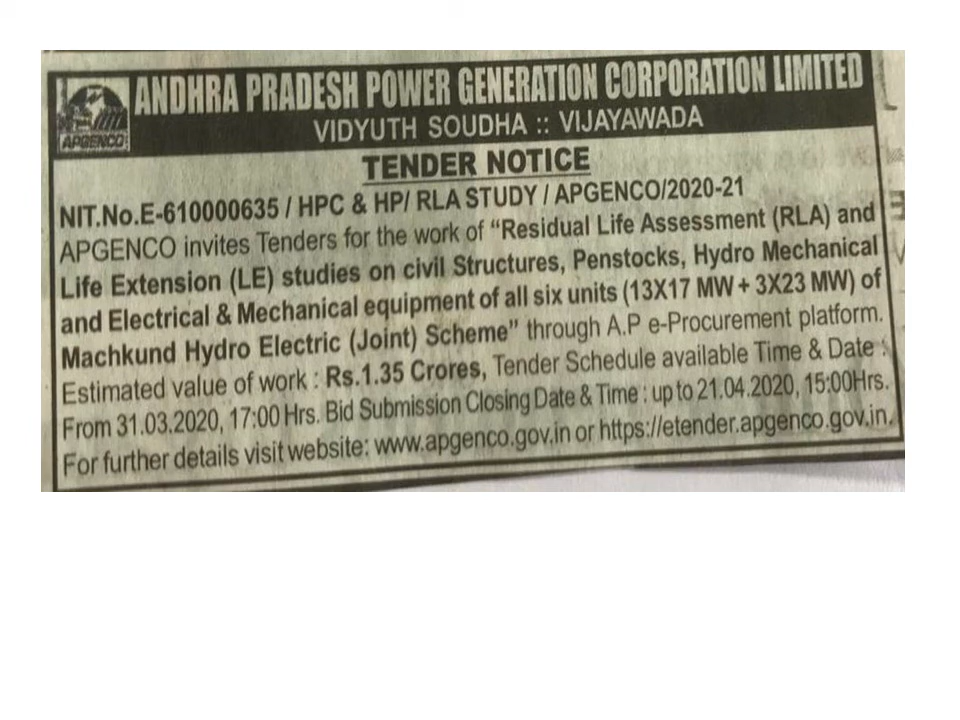 ANDHRA PRADESH POWER GENERATION CORPORATION LIMITED
APGENCO
VIDYUTH SOUDHA :: VIJAYAWADA
TENDER NOTICE
NIT.No.E-610000635 / HPC & HP/ RLA STUDY / APGENCO/2020-21
APGENCO invites Tenders for the work of “Residual Life Assessment (RLA) and
Life Extension (LE) studies on civil Structures, Penstocks, Hydro Mechanical
and Electrical & Mechanical equipment of all six units (13X17 MW + 3X23 MW) of
Machkund Hydro Electric (Joint) Scheme” through A.P e-Procurement platform.
Estimated value of work : Rs.1.35 Crores, Tender Schedule available Time & Date :
From 31.03.2020, 17:00 Hrs. Bid Submission Closing Date & Time : up to 21.04.2020, 15:00Hrs.
For further details visit website: www.apgenco.gov.in or https://etender.apgenco.gov.in.